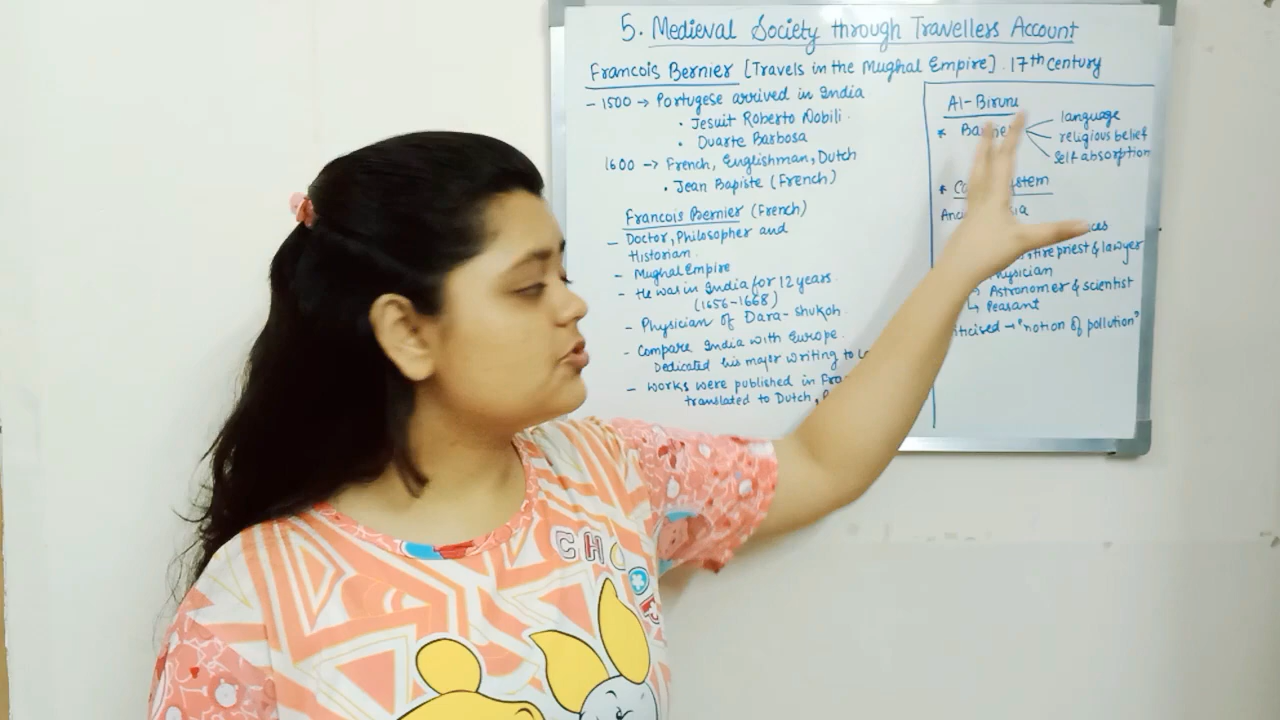 5. Medieval Society through Travellers Account
Francois Bernier [Travels in the Mughal Empire]. 17th century
- 1500 → Portugese arrived in India
• Jesuit Roberto Nobili
• Duarte Barbosa
1600 → French, Englishman, Dutch
• Jean Bapiste (French)
Francois Bernier (French)
- Doctor, Philosopher and
Historian.
- Mughal Empire
- He was in India for 12 years.
(1656-1668)
- Physician of Dara-Shukoh
- Compare India with Europe.
Dedicated his major writing to
- Works were published in
translated to Dutch,
Al-Biruni
*
language
religious belief
Self absorption
*
priest & lawyer
Astronomer & scientist
Peasant
→ "notion of pollution"
CHO